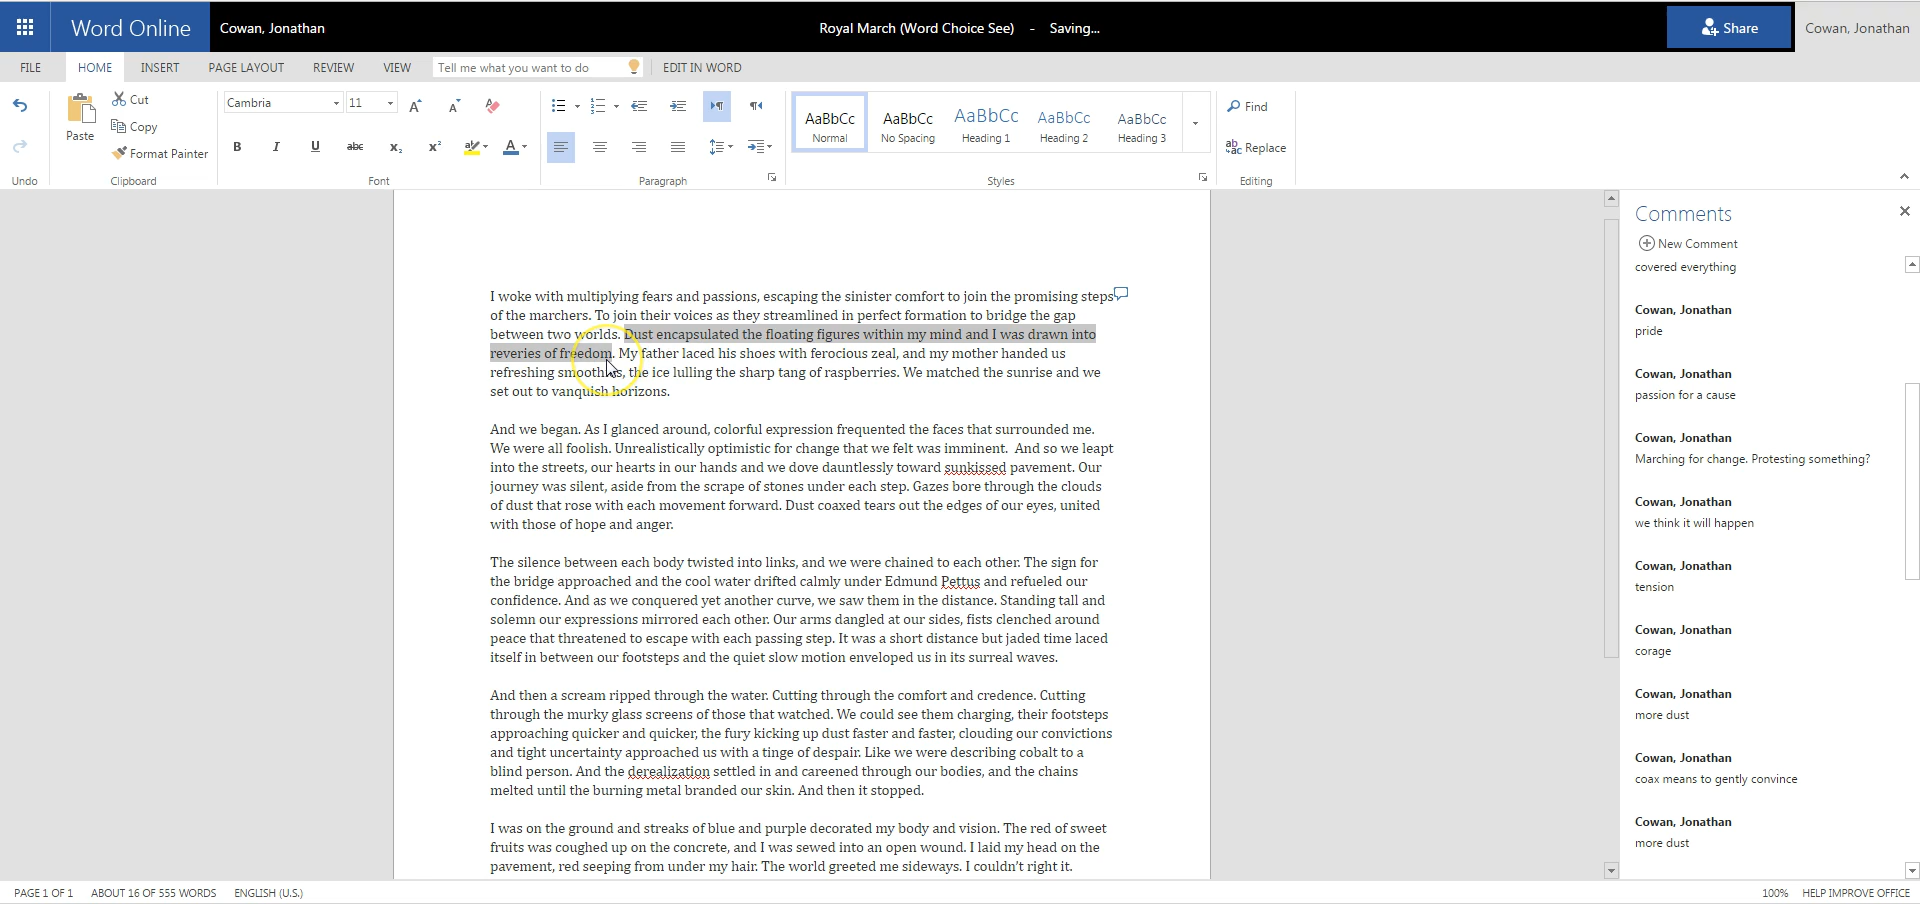 Word Online
Cowan, Jonathan
Royal March (Word Choice See) - Saving...
Share
Cowan, Jonathan
FILE HOME INSERT PAGE LAYOUT REVIEW VIEW Tell me what you want to do EDIT IN WORD
Paste
Cut
Copy
Format Painter
Cambria 11
B I U abc x₂ x² A
AaBbCc AaBbCc AaBbCc AaBbCc AaBbCc
Normal No Spacing Heading 1 Heading 2 Heading 3
Find
Replace
Undo Clipboard Font Paragraph Styles Editing
I woke with multiplying fears and passions, escaping the sinister comfort to join the promising steps
of the marchers. To join their voices as they streamlined in perfect formation to bridge the gap
between two worlds. Dust encapsulated the floating figures within my mind and I was drawn into
reveries of freedom. My father laced his shoes with ferocious zeal, and my mother handed us
refreshing smoothies, the ice lulling the sharp tang of raspberries. We matched the sunrise and we
set out to vanquish horizons.
And we began. As I glanced around, colorful expression frequented the faces that surrounded me.
We were all foolish. Unrealistically optimistic for change that we felt was imminent. And so we leapt
into the streets, our hearts in our hands and we dove dauntlessly toward sunkissed pavement. Our
journey was silent, aside from the scrape of stones under each step. Gazes bore through the clouds
of dust that rose with each movement forward. Dust coaxed tears out the edges of our eyes, united
with those of hope and anger.
The silence between each body twisted into links, and we were chained to each other. The sign for
the bridge approached and the cool water drifted calmly under Edmund Pettus and refueled our
confidence. And as we conquered yet another curve, we saw them in the distance. Standing tall and
solemn our expressions mirrored each other. Our arms dangled at our sides, fists clenched around
peace that threatened to escape with each passing step. It was a short distance but jaded time laced
itself in between our footsteps and the quiet slow motion enveloped us in its surreal waves.
And then a scream ripped through the water. Cutting through the comfort and credence. Cutting
through the murky glass screens of those that watched. We could see them charging, their footsteps
approaching quicker and quicker, the fury kicking up dust faster and faster, clouding our convictions
and tight uncertainty approached us with a tinge of despair. Like we were describing cobalt to a
blind person. And the derealization settled in and careened through our bodies, and the chains
melted until the burning metal branded our skin. And then it stopped.
I was on the ground and streaks of blue and purple decorated my body and vision. The red of sweet
fruits was coughed up on the concrete, and I was sewed into an open wound. I laid my head on the
pavement, red seeping from under my hair. The world greeted me sideways. I couldn't right it.
Comments
New Comment
covered everything
Cowan, Jonathan
pride
Cowan, Jonathan
passion for a cause
Cowan, Jonathan
Marching for change. Protesting something?
Cowan, Jonathan
we think it will happen
Cowan, Jonathan
tension
Cowan, Jonathan
corage
Cowan, Jonathan
more dust
Cowan, Jonathan
coax means to gently convince
Cowan, Jonathan
more dust
PAGE 1 OF 1 ABOUT 16 OF 555 WORDS ENGLISH (U.S.)
100% HELP IMPROVE OFFICE